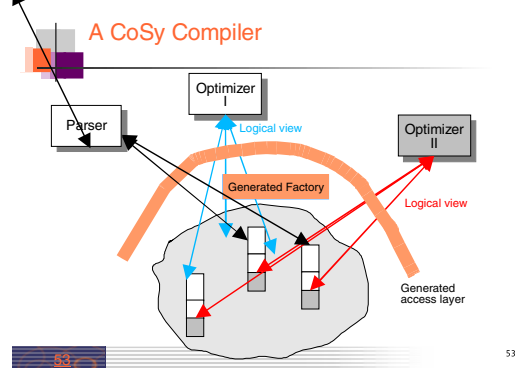 A CoSy Compiler
Optimizer
I
Parser
Logical view
Optimizer
II
Generated Factory
Logical view
Generated
access layer
53
53